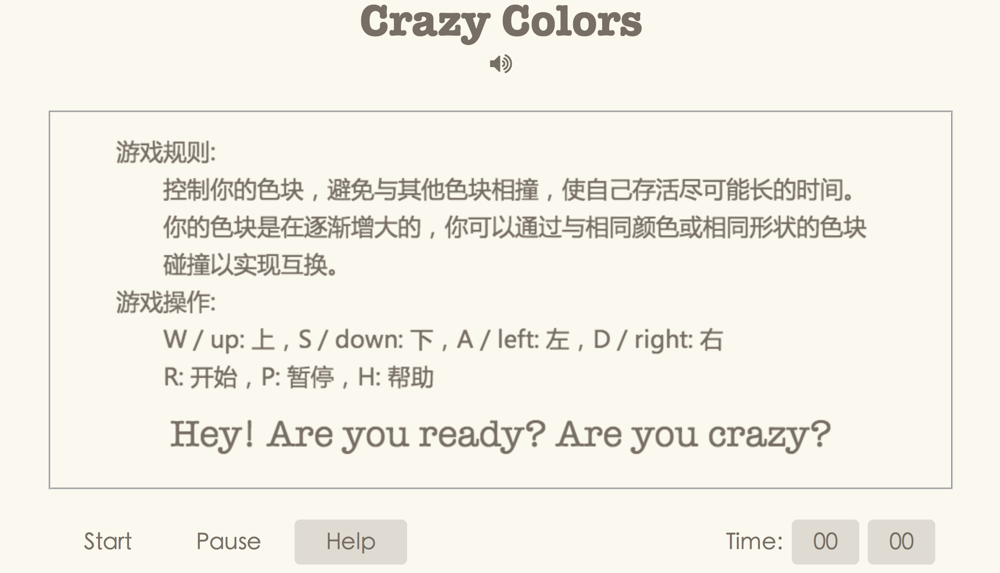 Crazy Colors
游戏规则:
控制你的色块，避免与其他色块相撞，使自己存活尽可能长的时间。
你的色块是在逐渐增大的，你可以通过与相同颜色或相同形状的色块
碰撞以实现互换。
游戏操作:
W / up: 上，S / down: 下，A / left: 左，D / right: 右
R: 开始，P: 暂停，H: 帮助
Hey! Are you ready? Are you crazy?
Start Pause Help Time: 00 00